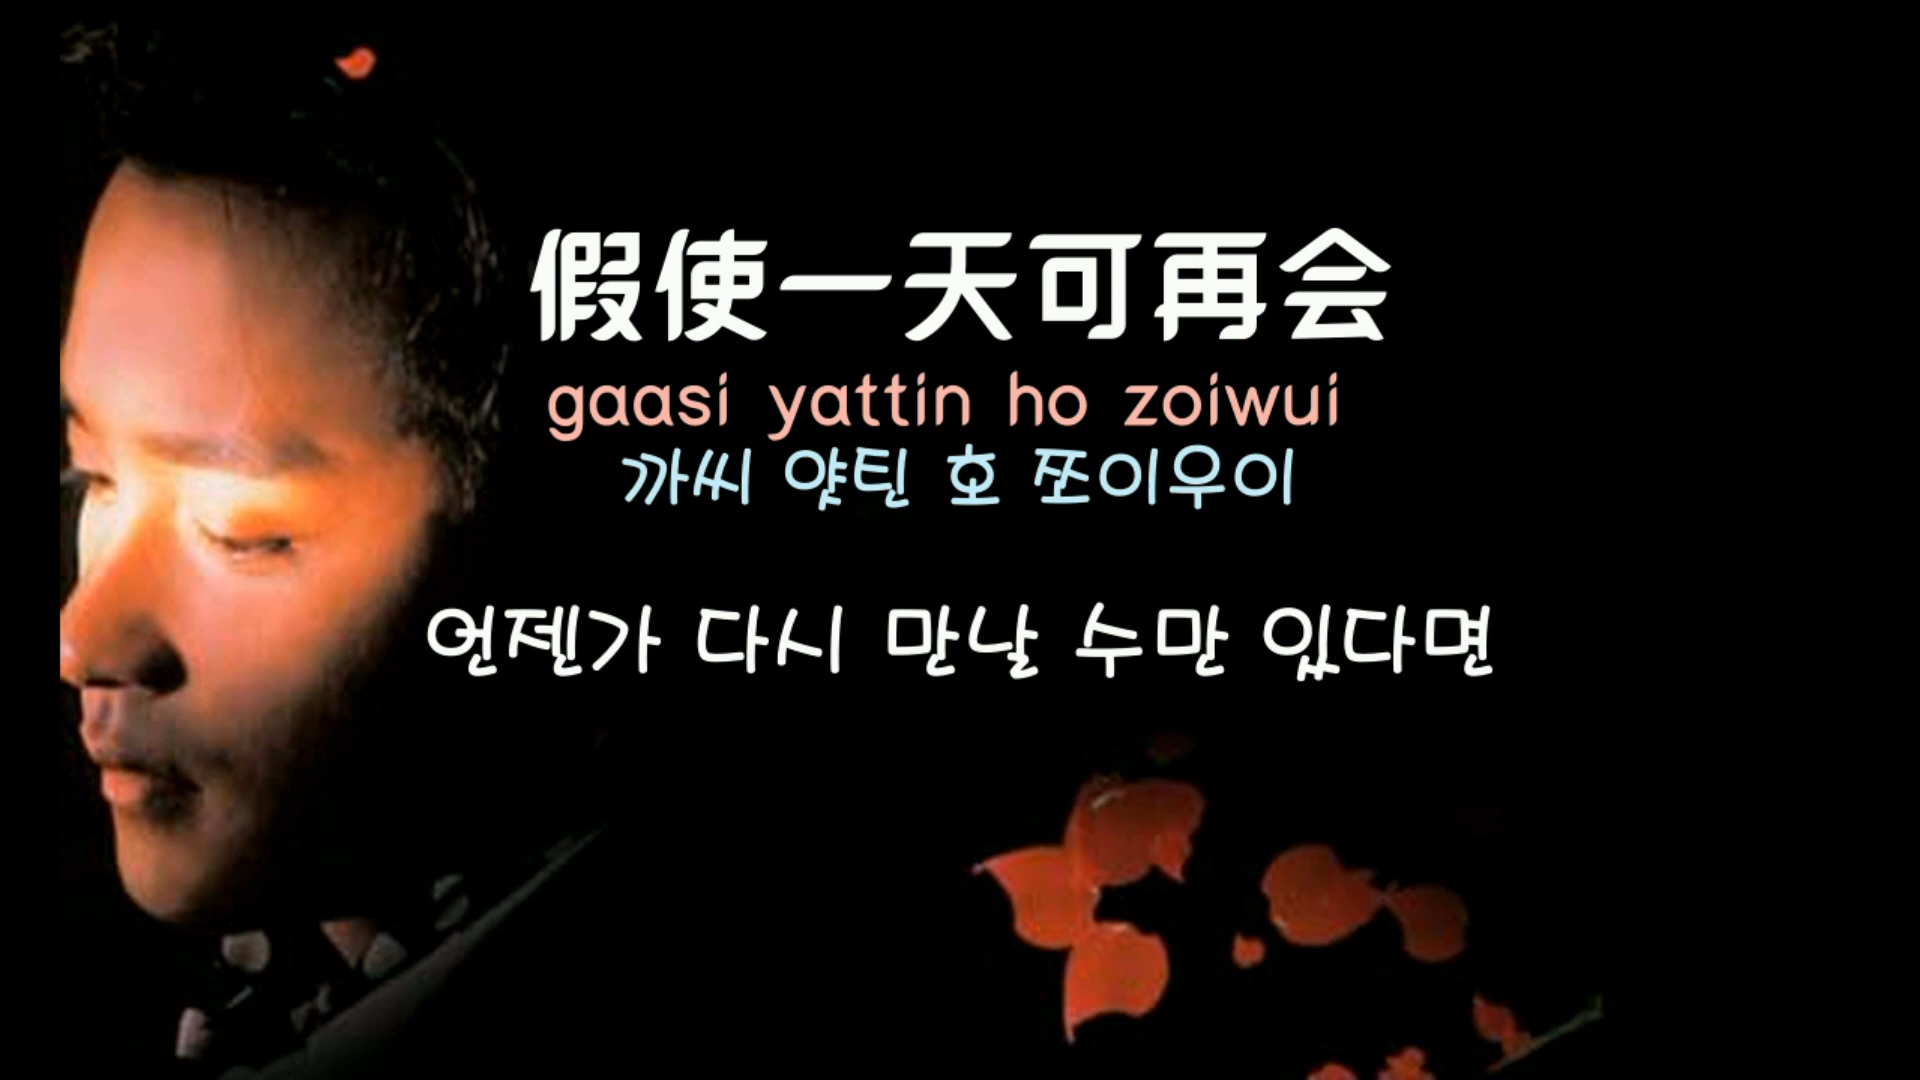 假使一天可再会
gaasi yattin ho zoiwui
까씨 얏틴 호 쪼이우이
언젠가 다시 만날 수만 있다면